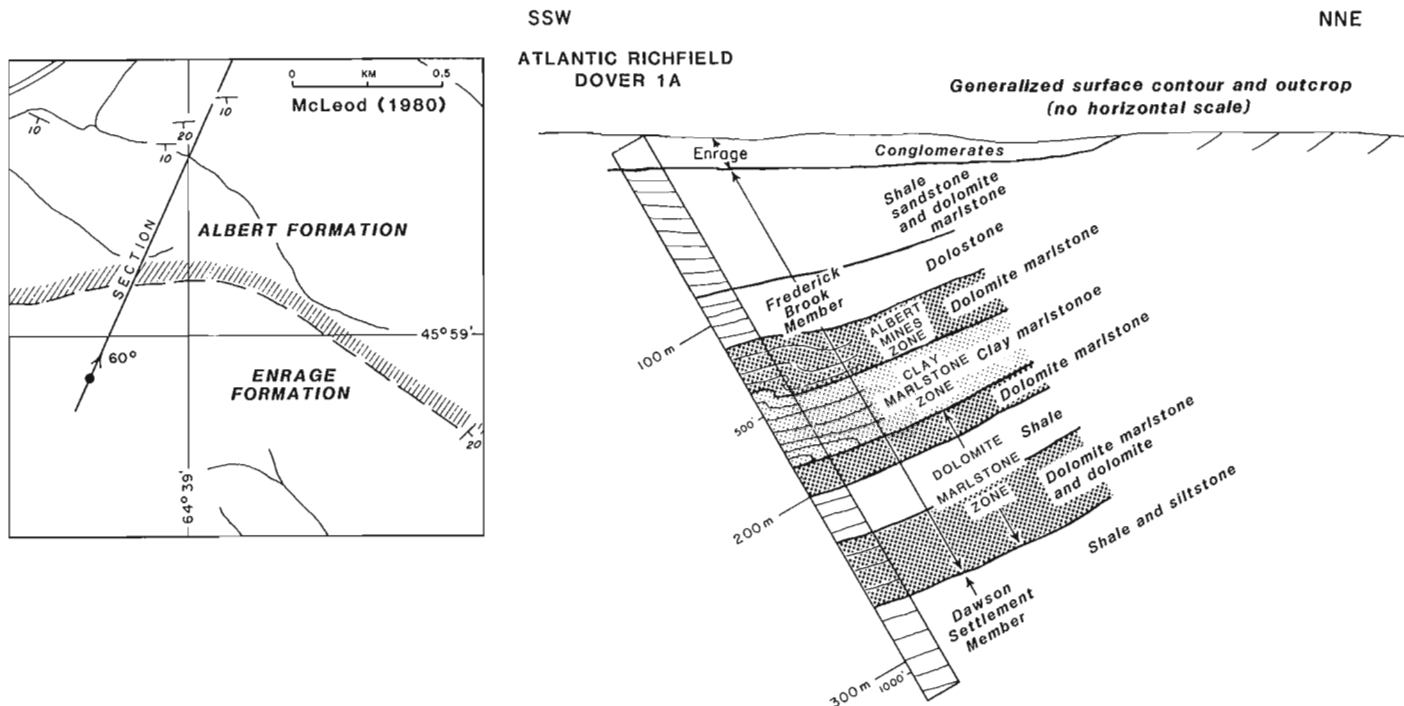 0 KM 0.5
McLeod (1980)
10
10
20
10
SECTION
ALBERT FORMATION
45°59'
60°
ENRAGE
FORMATION
20
64°39'
SSW
NNE
ATLANTIC RICHFIELD
DOVER 1A
Generalized surface contour and outcrop
(no horizontal scale)
Enrage
Conglomerates
Shale
sandstone
and dolomite
marlstone
Dolostone
Frederick
Brook
Member
Dolomite marlstone
ALBERT
MINES
ZONE
100 m
Clay marlstonoe
CLAY
MARLSTONE
ZONE
Dolomite marlstone
500'
Shale
DOLOMITE
MARLSTONE
ZONE
Dolomite marlstone
and dolomite
200 m
Shale and siltstone
Dawson
Settlement
Member
300 m
1000'